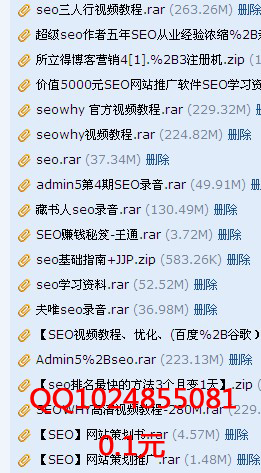 seo三人行视频教程.rar (263.26M) 删除
超级seo作者五年SEO从业经验浓缩%2B
所立得博客营销4[1].%2B3注册机.zip (1
价值5000元SEO网站推广软件SEO学习资
seowhy 官方视频教程.rar (229.32M)
seowhy视频教程.rar (224.82M) 删除
seo.rar (37.34M) 删除
admin5第4期SEO录音.rar (49.91M) 删
藏书人seo录音.rar (130.49M) 删除
SEO赚钱秘笈-王通.rar (3.72M) 删除
seo基础指南+JJP.zip (583.26K) 删除
seo学习资料.rar (52.52M) 删除
夫唯seo录音.rar (36.98M) 删除
【SEO视频教程、优化、(百度%2B谷歌)
Admin5%2Bseo.rar (223.13M) 删除
【seo排名最快的方法3个月变1天】.zip
QQ1024855081
SEOWHY高清视频教程-280M.rar (229.
0.1元
【SEO】网站策划书.rar (4.57M) 删除
【SEO】网站策划推广.rar (1.48M) 删除